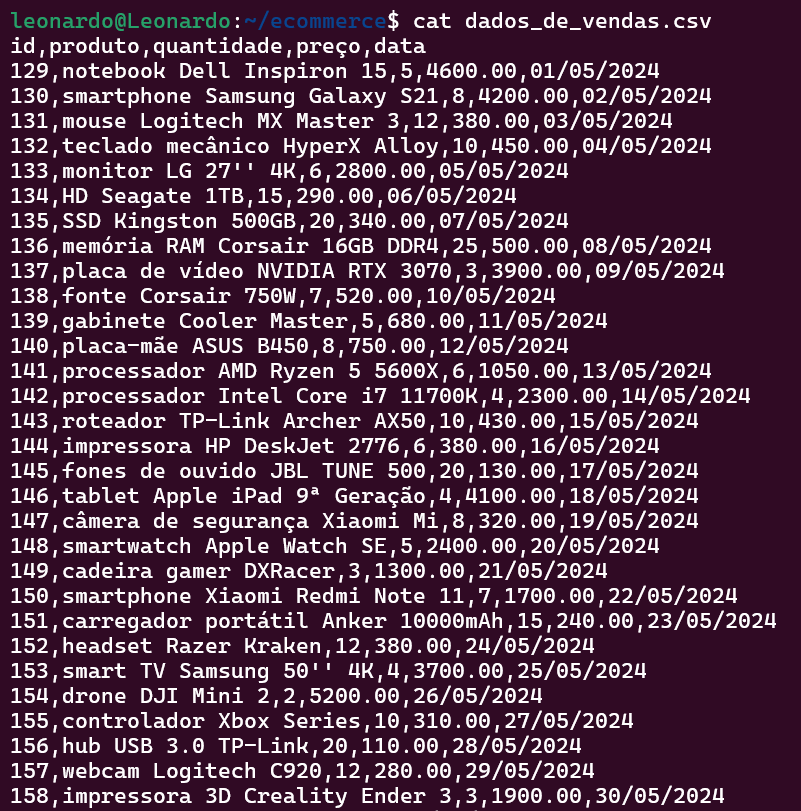 leonardo@Leonardo:~/ecommerce$ cat dados_de_vendas.csv
id,produto,quantidade,preço,data
129,notebook Dell Inspiron 15,5,4600.00,01/05/2024
130,smartphone Samsung Galaxy S21,8,4200.00,02/05/2024
131,mouse Logitech MX Master 3,12,380.00,03/05/2024
132,teclado mecânico HyperX Alloy,10,450.00,04/05/2024
133,monitor LG 27'' 4K,6,2800.00,05/05/2024
134,HD Seagate 1TB,15,290.00,06/05/2024
135,SSD Kingston 500GB,20,340.00,07/05/2024
136,memória RAM Corsair 16GB DDR4,25,500.00,08/05/2024
137,placa de vídeo NVIDIA RTX 3070,3,3900.00,09/05/2024
138,fonte Corsair 750W,7,520.00,10/05/2024
139,gabinete Cooler Master,5,680.00,11/05/2024
140,placa-mãe ASUS B450,8,750.00,12/05/2024
141,processador AMD Ryzen 5 5600X,6,1050.00,13/05/2024
142,processador Intel Core i7 11700K,4,2300.00,14/05/2024
143,roteador TP-Link Archer AX50,10,430.00,15/05/2024
144,impressora HP DeskJet 2776,6,380.00,16/05/2024
145,fones de ouvido JBL TUNE 500,20,130.00,17/05/2024
146,tablet Apple iPad 9ª Geração,4,4100.00,18/05/2024
147,câmera de segurança Xiaomi Mi,8,320.00,19/05/2024
148,smartwatch Apple Watch SE,5,2400.00,20/05/2024
149,cadeira gamer DXRacer,3,1300.00,21/05/2024
150,smartphone Xiaomi Redmi Note 11,7,1700.00,22/05/2024
151,carregador portátil Anker 10000mAh,15,240.00,23/05/2024
152,headset Razer Kraken,12,380.00,24/05/2024
153,smart TV Samsung 50'' 4K,4,3700.00,25/05/2024
154,drone DJI Mini 2,2,5200.00,26/05/2024
155,controlador Xbox Series,10,310.00,27/05/2024
156,hub USB 3.0 TP-Link,20,110.00,28/05/2024
157,webcam Logitech C920,12,280.00,29/05/2024
158,impressora 3D Creality Ender 3,3,1900.00,30/05/2024